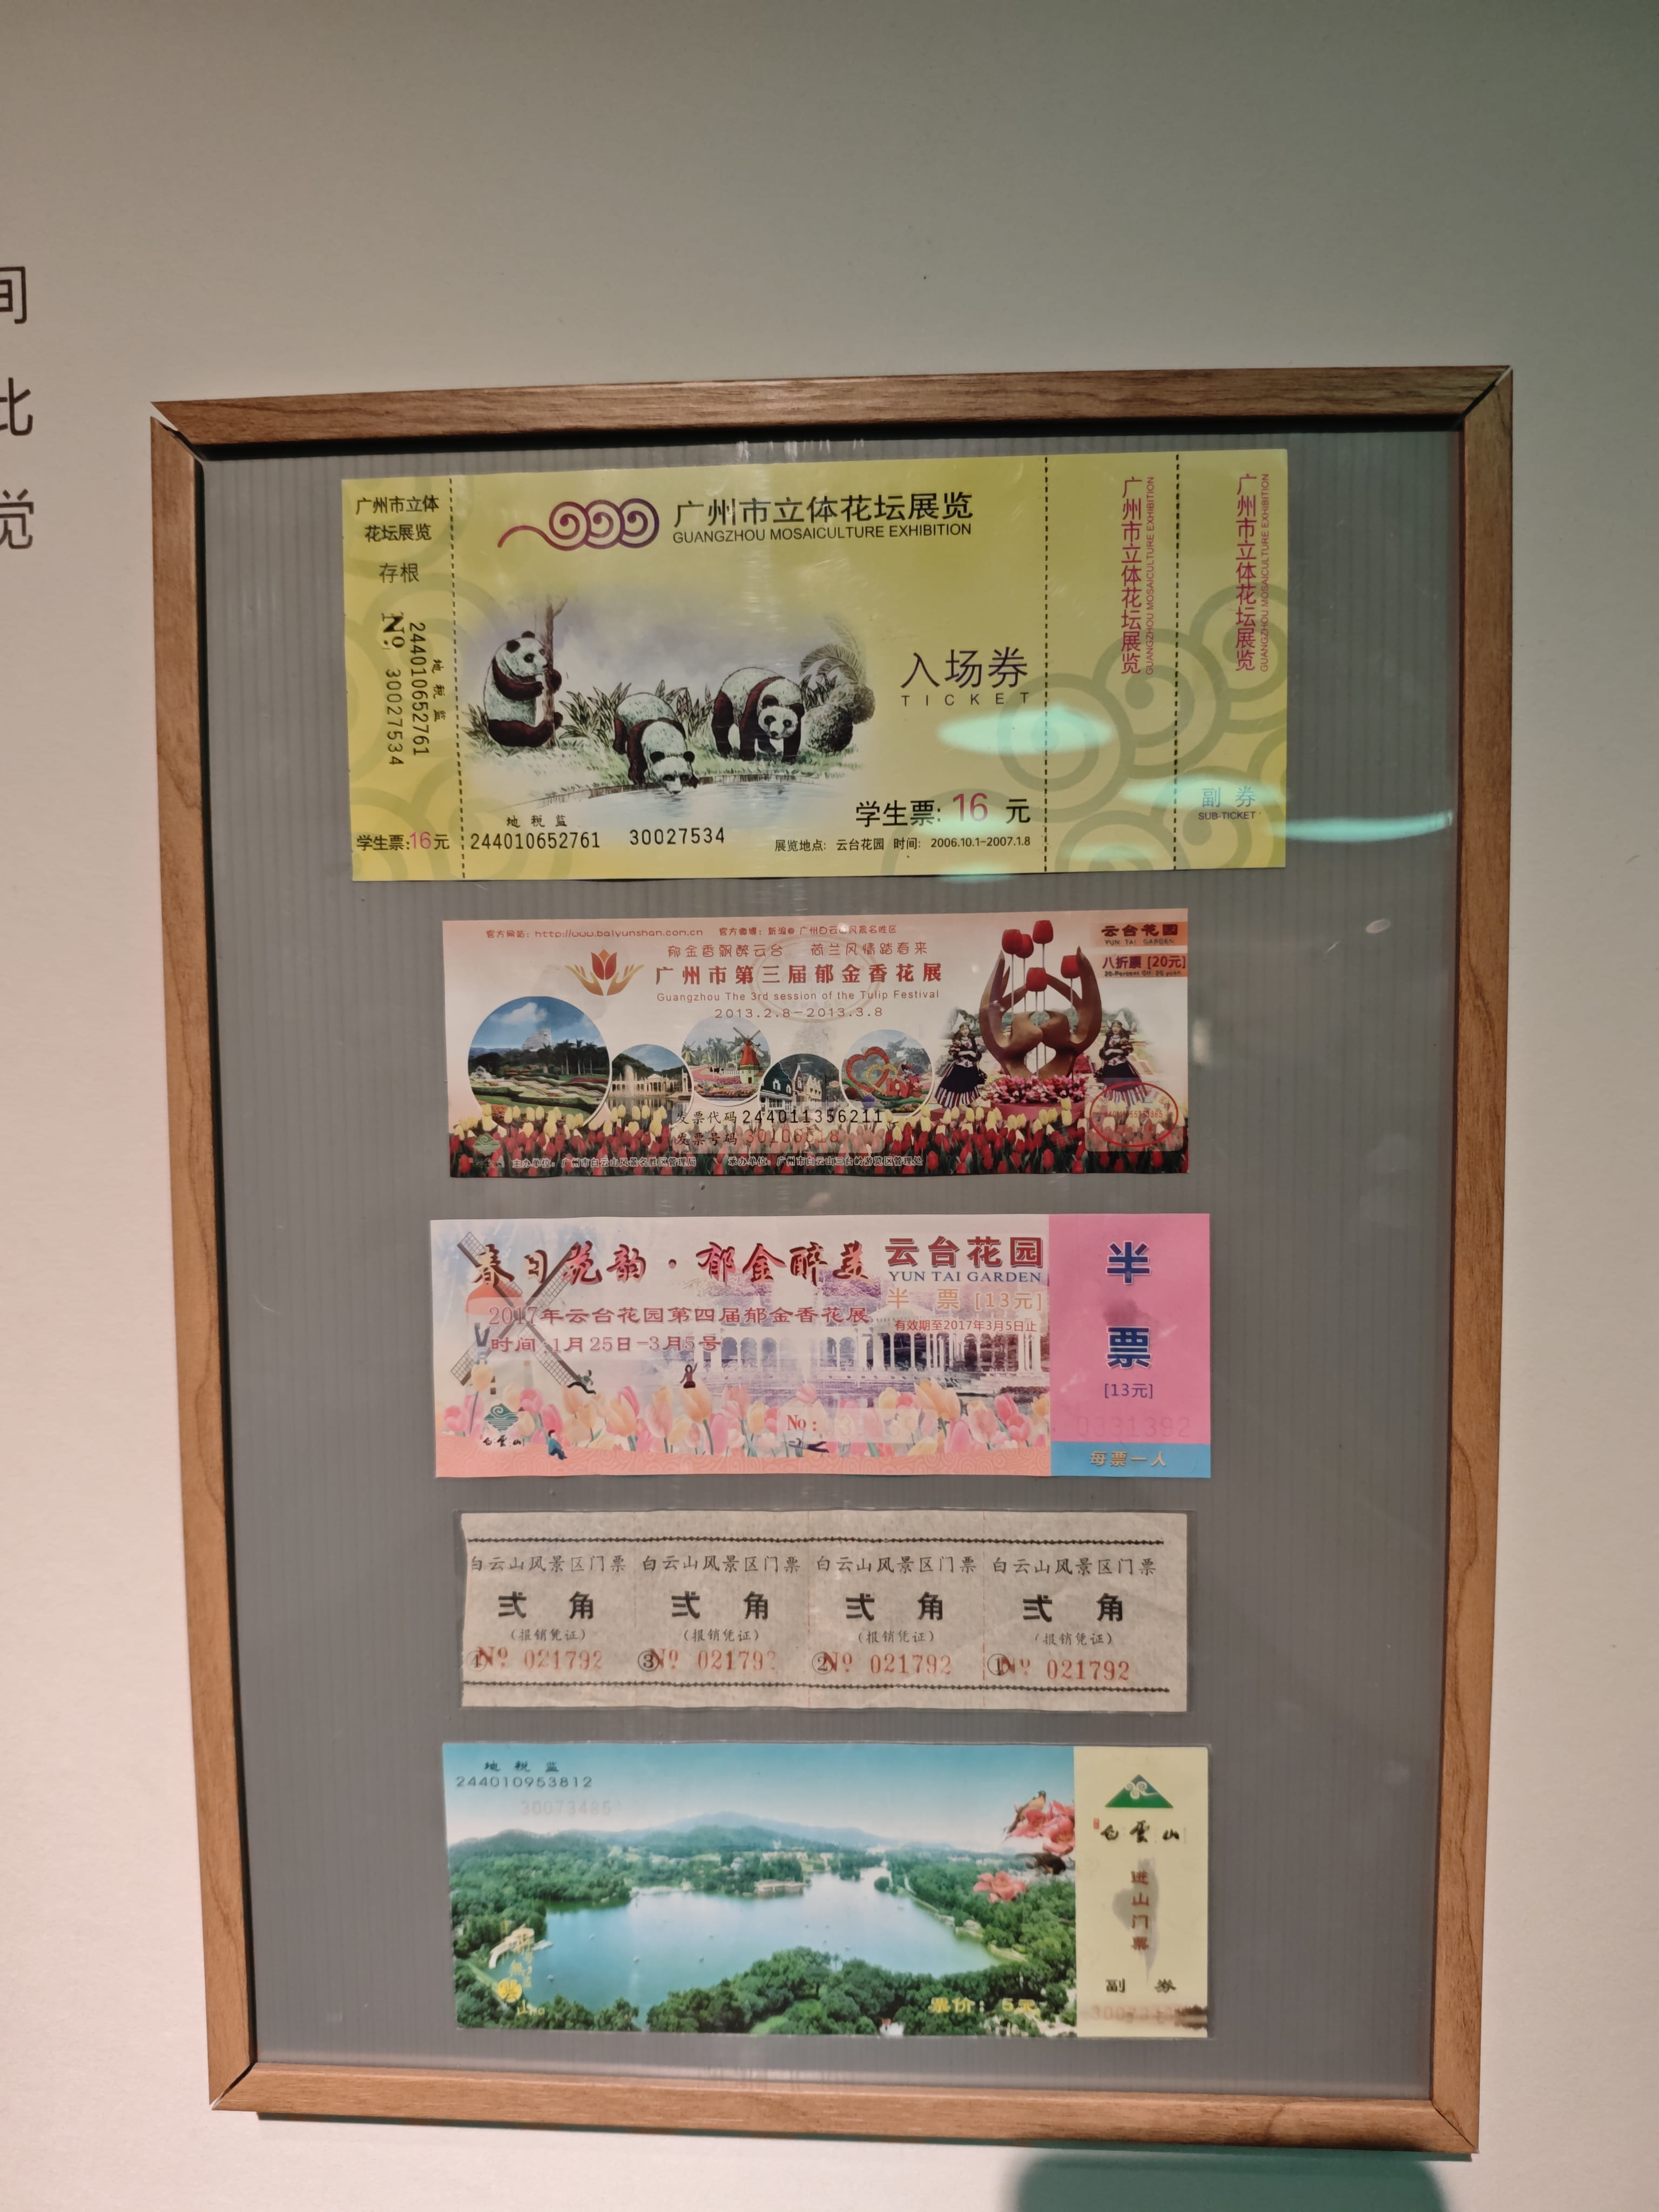 间
比
觉
广州市立体
花坛展览
存根
No 30027534
244010652761
地税监
学生票:16元
广州市立体花坛展览
GUANGZHOU MOSAICULTURE EXHIBITION
入场券
TICKET
学生票: 16 元
地税监
244010652761 30027534
展览地点: 云台花园 时间: 2006.10.1-2007.1.8
广州市立体花坛展览
GUANGZHOU MOSAICULTURE EXHIBITION
广州市立体花坛展览
GUANGZHOU MOSAICULTURE EXHIBITION
副券
SUB-TICKET
官方网站: http://www.baiyunshan.com.cn 官方微博: 新浪@广州白云山风景名胜区
郁金香飘醉云台 荷兰风情踏春来
广州市第三届郁金香花展
Guangzhou The 3rd session of the Tulip Festival
2013.2.8-2013.3.8
云台花园
YUN TAI GARDEN
八折票 [20元]
20-Percent Off: 20 yuan
发票代码 244011356211
发票号码
主办单位: 广州市白云山风景名胜区管理局 承办单位: 广州市白云山三台岭游览区管理处
春日花韵·郁金醉美
云台花园
YUN TAI GARDEN
半 票 [13元]
有效期至2017年3月5日止
2017年云台花园第四届郁金香花展
时间:1月25日-3月5号
No:
白雲山
半
票
[13元]
0331392
每票一人
白云山风景区门票 白云山风景区门票 白云山风景区门票 白云山风景区门票
弍角 弍角 弍角 弍角
(报销凭证) (报销凭证) (报销凭证) (报销凭证)
④No 021792 ③No 021792 ②No 021792 ①No 021792
地税监
244010953812
30073485
票价: 5元
白雲山
进山门票
副 券